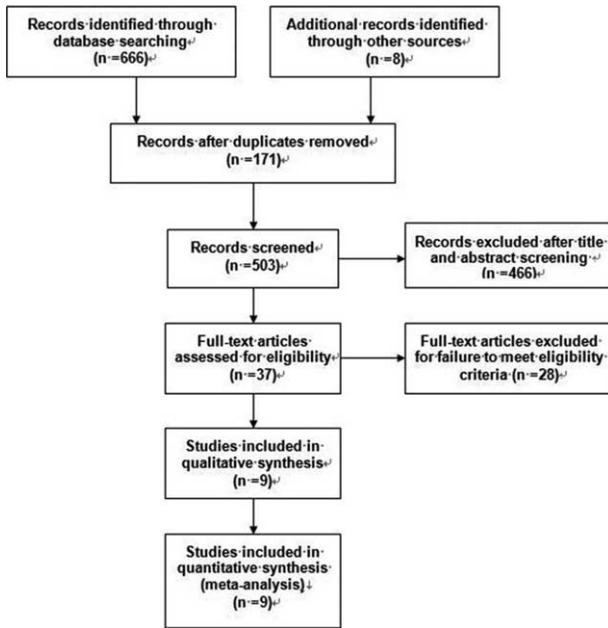 Records identified through
database searching
(n =666)
Additional records identified
through other sources
(n =8)
Records after duplicates removed
(n =171)
Records screened
(n =503)
Records excluded after title
and abstract screening
(n =466)
Full-text articles
assessed for eligibility
(n =37)
Full-text articles excluded
for failure to meet eligibility
criteria (n =28)
Studies included in
qualitative synthesis
(n =9)
Studies included in
quantitative synthesis
(meta-analysis)
(n =9)